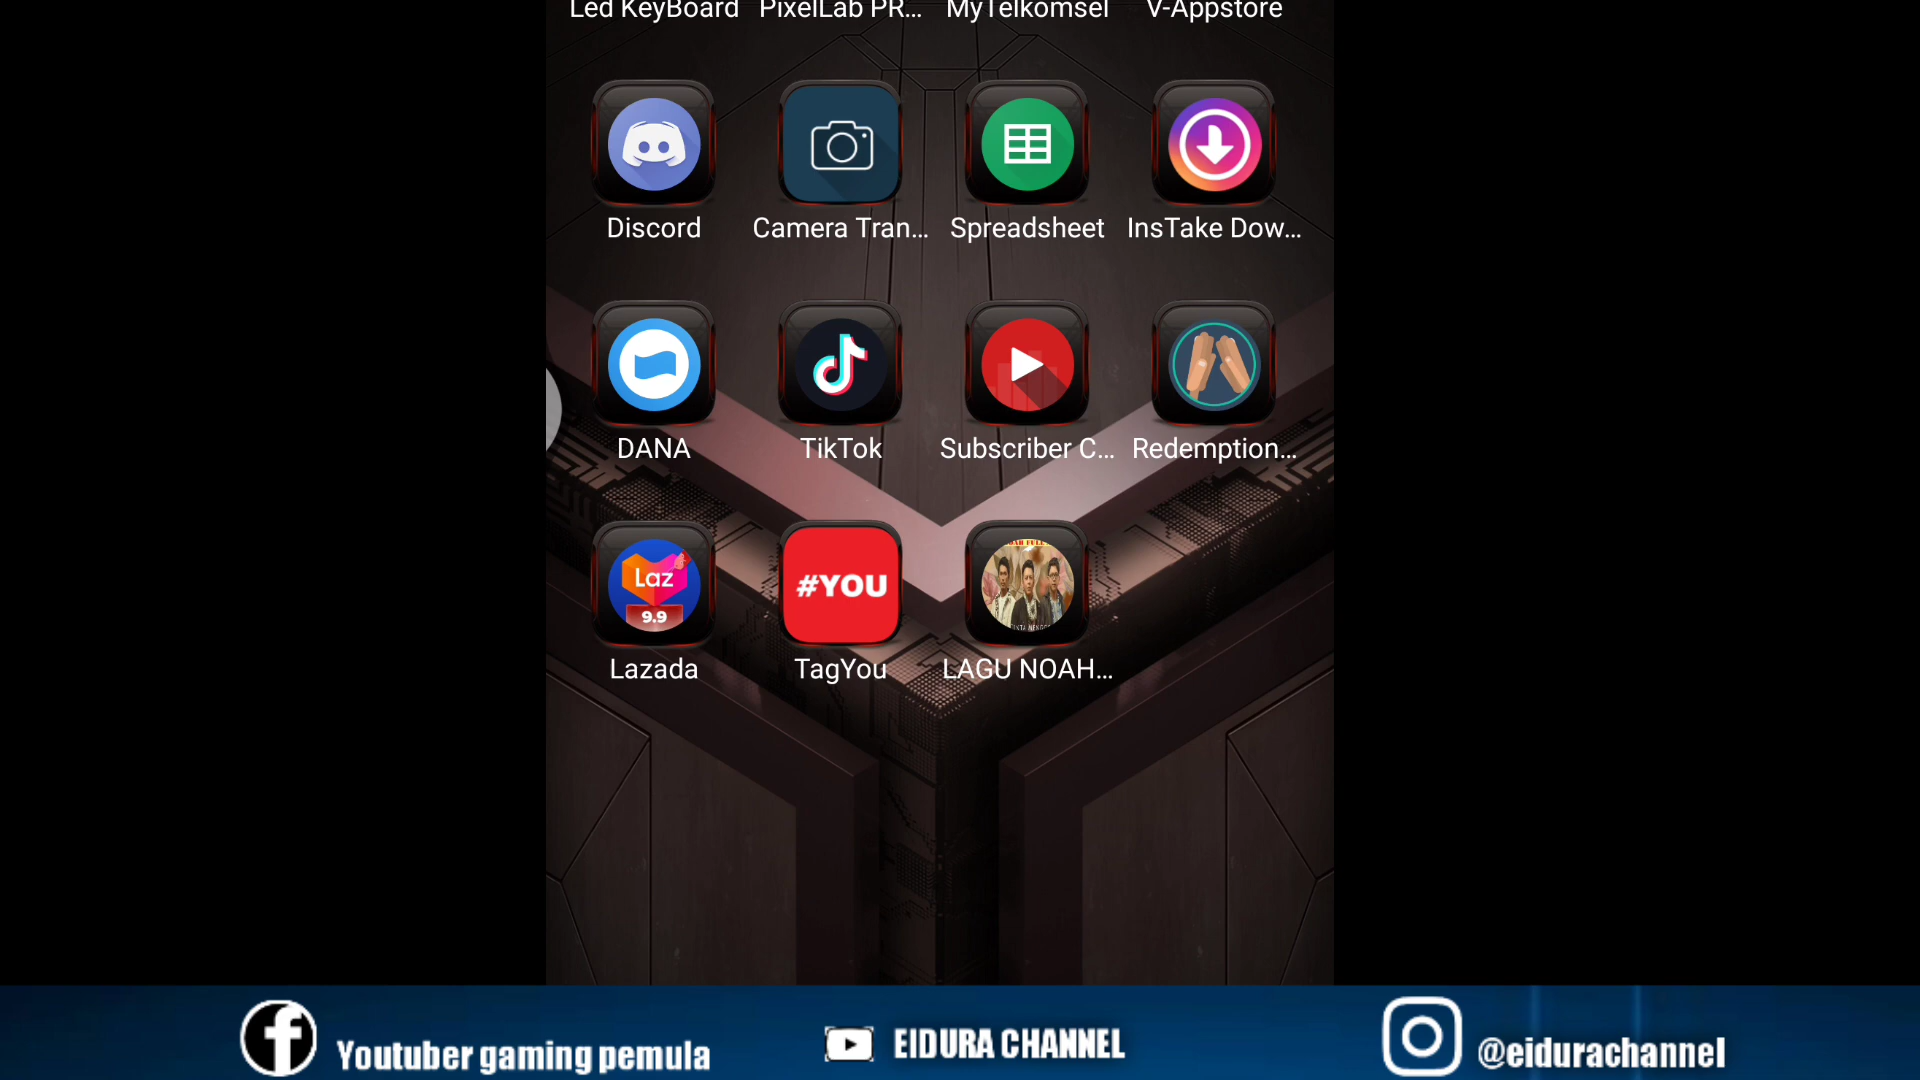 Led KeyBoard PixelLab PR... MyTelkomsel V-Appstore
Discord Camera Tran... Spreadsheet InsTake Dow...
DANA TikTok Subscriber C... Redemption...
Laz
9.9
#YOU
Lazada TagYou LAGU NOAH...
Youtuber gaming pemula
EIDURA CHANNEL
@eidurachannel